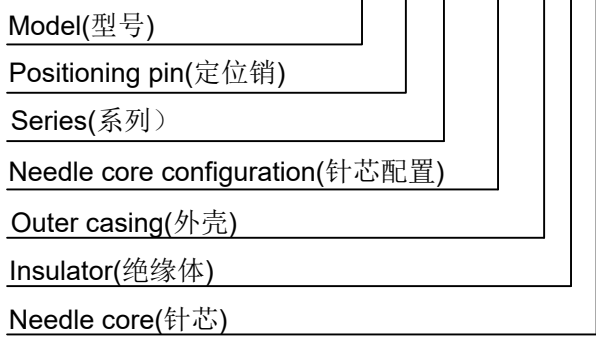 Model(型号)
Positioning pin(定位销)
Series(系列）
Needle core configuration(针芯配置)
Outer casing(外壳)
Insulator(绝缘体)
Needle core(针芯)